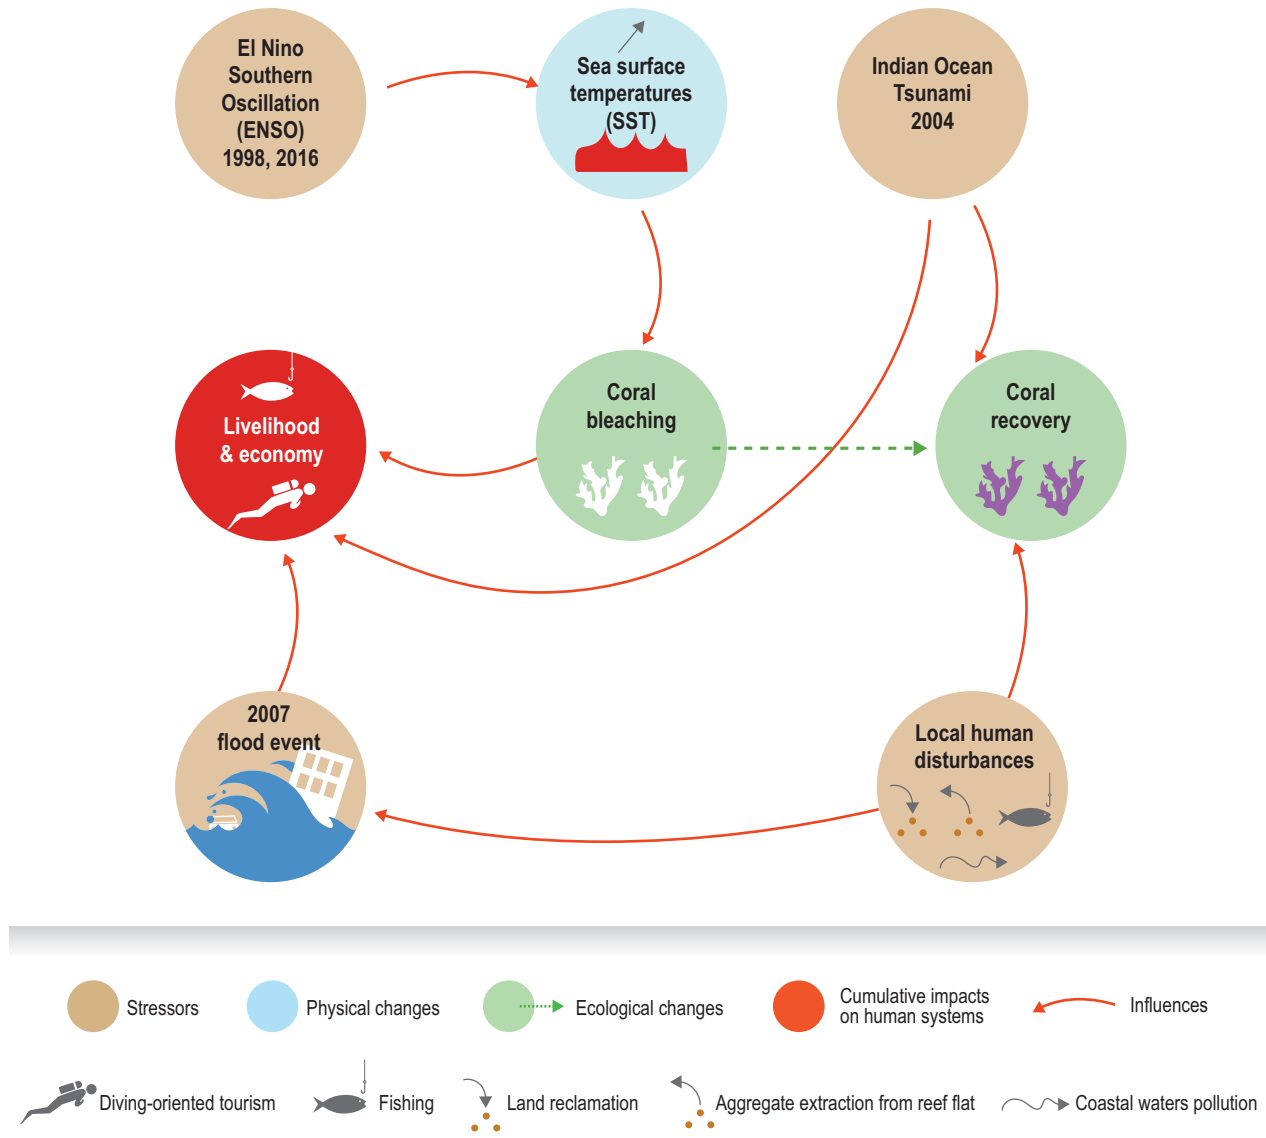 El Nino
Southern
Oscillation
(ENSO)
1998, 2016
Sea surface
temperatures
(SST)
Indian Ocean
Tsunami
2004
Livelihood
& economy
Coral
bleaching
Coral
recovery
2007
flood event
Local human
disturbances
Stressors
Physical changes
Ecological changes
Cumulative impacts
on human systems
Influences
Diving-oriented tourism
Fishing
Land reclamation
Aggregate extraction from reef flat
Coastal waters pollution